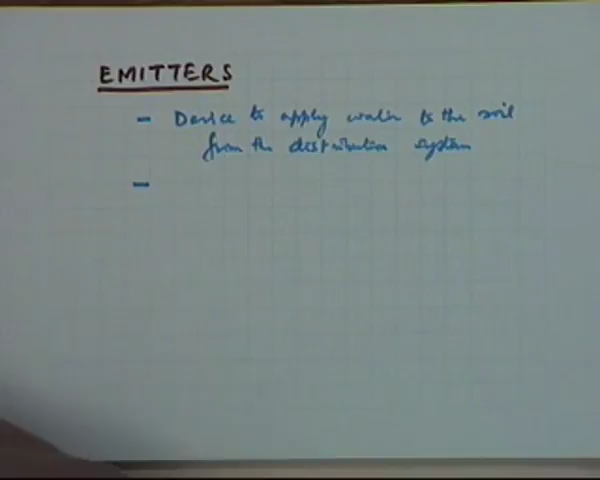 EMITTERS
- Device to apply water to the soil
from the distribution system
-